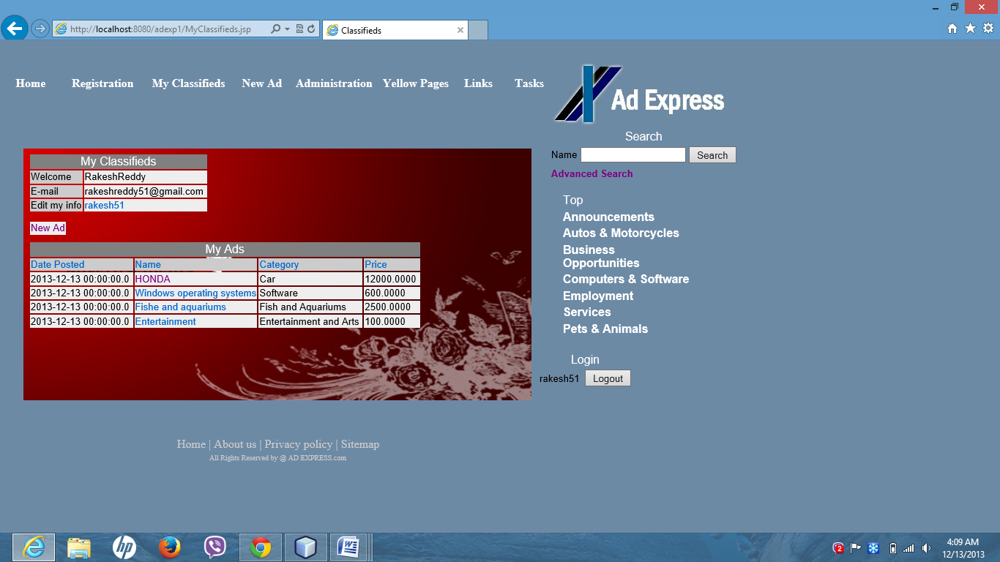 http://localhost:8080/adexp1/MyClassifieds.jsp
Classifieds
Home Registration My Classifieds New Ad Administration Yellow Pages Links Tasks
Ad Express
Search
Name Search
Advanced Search
My Classifieds
Welcome RakeshReddy
E-mail rakeshreddy51@gmail.com
Edit my info rakesh51
New Ad
My Ads
Date Posted Name Category Price
2013-12-13 00:00:00.0 HONDA Car 12000.0000
2013-12-13 00:00:00.0 Windows operating systems Software 600.0000
2013-12-13 00:00:00.0 Fishe and aquariums Fish and Aquariums 2500.0000
2013-12-13 00:00:00.0 Entertainment Entertainment and Arts 100.0000
Top
Announcements
Autos & Motorcycles
Business
Opportunities
Computers & Software
Employment
Services
Pets & Animals
Login
rakesh51 Logout
Home | About us | Privacy policy | Sitemap
All Rights Reserved by @ AD EXPRESS.com
hp
W
2
4:09 AM
12/13/2013